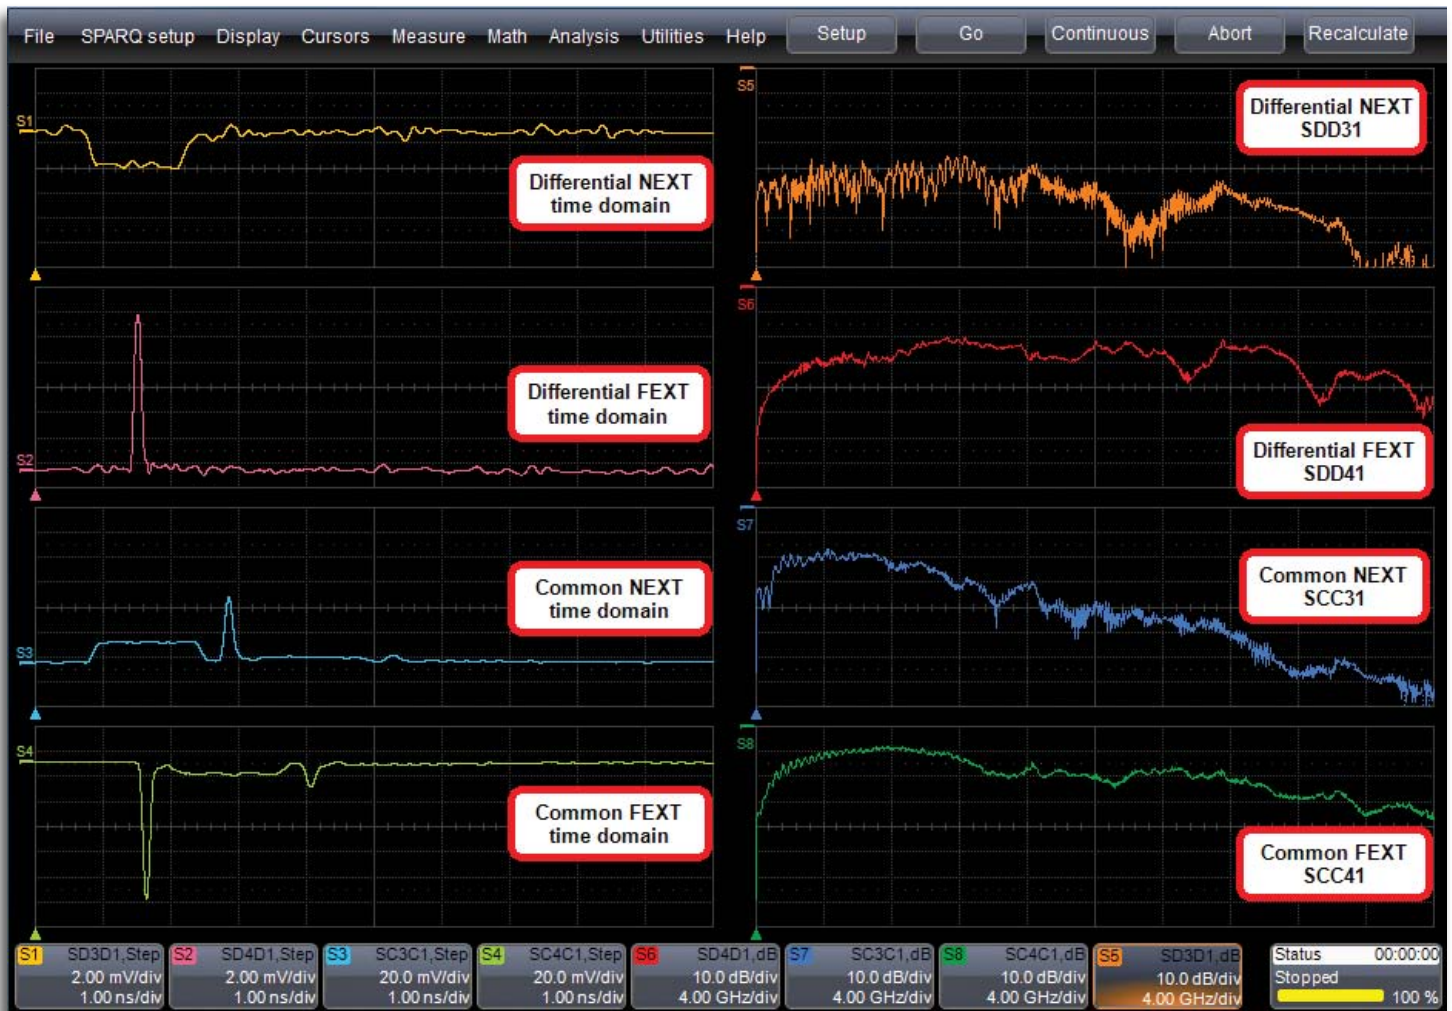 File SPARQ setup Display Cursors Measure Math Analysis Utilities Help Setup Go Continuous Abort Recalculate
S1
Differential NEXT
time domain
S5
Differential NEXT
SDD31
S2
Differential FEXT
time domain
S6
Differential FEXT
SDD41
S3
Common NEXT
time domain
S7
Common NEXT
SCC31
S4
Common FEXT
time domain
S8
Common FEXT
SCC41
S1 SD3D1,Step
2.00 mV/div
1.00 ns/div
S2 SD4D1,Step
2.00 mV/div
1.00 ns/div
S3 SC3C1,Step
20.0 mV/div
1.00 ns/div
S4 SC4C1,Step
20.0 mV/div
1.00 ns/div
S6 SD4D1,dB
10.0 dB/div
4.00 GHz/div
S7 SC3C1,dB
10.0 dB/div
4.00 GHz/div
S8 SC4C1,dB
10.0 dB/div
4.00 GHz/div
S5 SD3D1,dB
10.0 dB/div
4.00 GHz/div
Status 00:00:00
Stopped
100 %